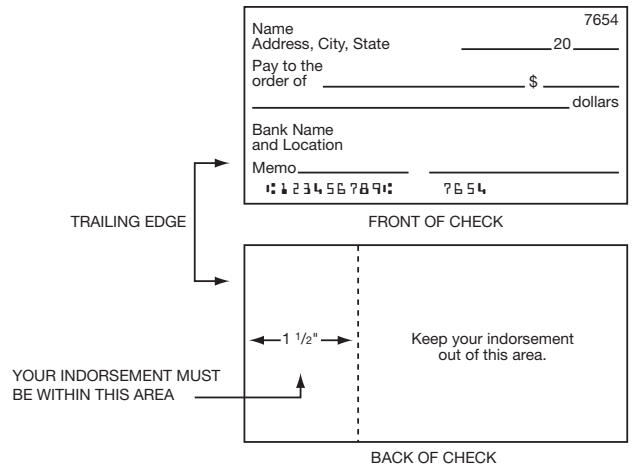 7654
Name
Address, City, State 20
Pay to the
order of $
dollars
Bank Name
and Location
Memo
⑆123456789⑆ 7654
TRAILING EDGE
FRONT OF CHECK
1 1/2"
Keep your indorsement
out of this area.
YOUR INDORSEMENT MUST
BE WITHIN THIS AREA
BACK OF CHECK